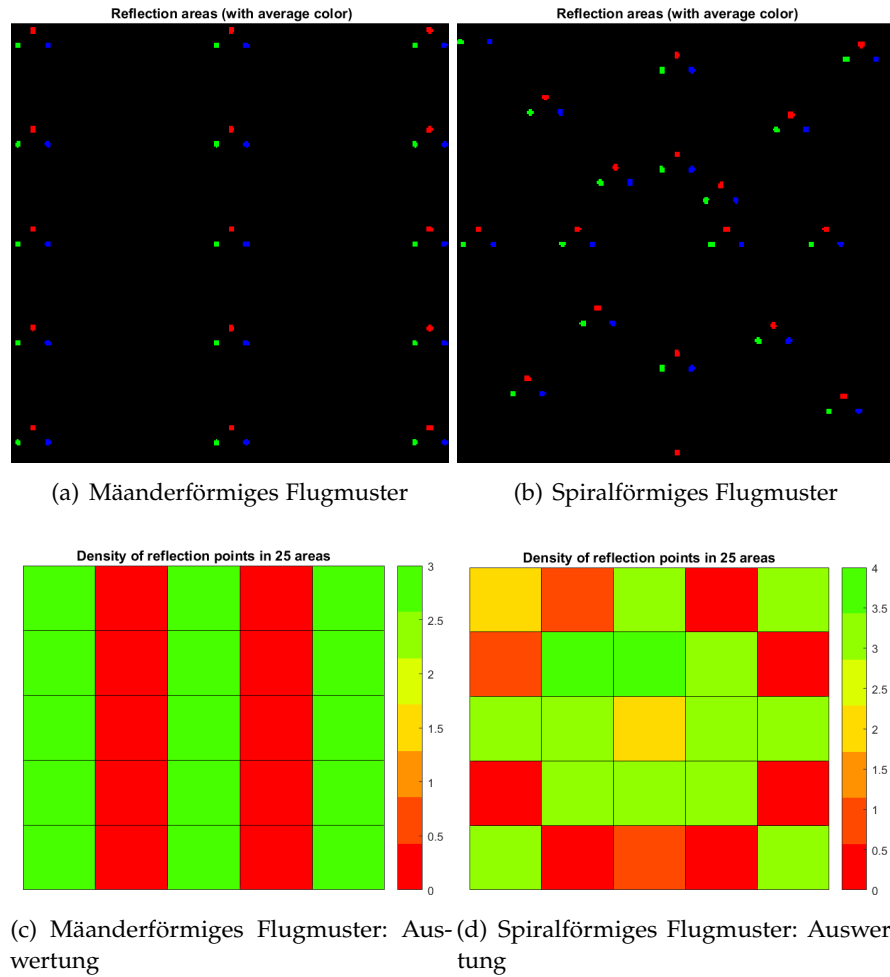 Reflection areas (with average color)
Reflection areas (with average color)
(a) Mäanderförmiges Flugmuster
(b) Spiralförmiges Flugmuster
Density of reflection points in 25 areas
3
2.5
2
1.5
1
0.5
0
Density of reflection points in 25 areas
4
3.5
3
2.5
2
1.5
1
0.5
0
(c) Mäanderförmiges Flugmuster: Aus-
wertung
(d) Spiralförmiges Flugmuster: Auswer
tung